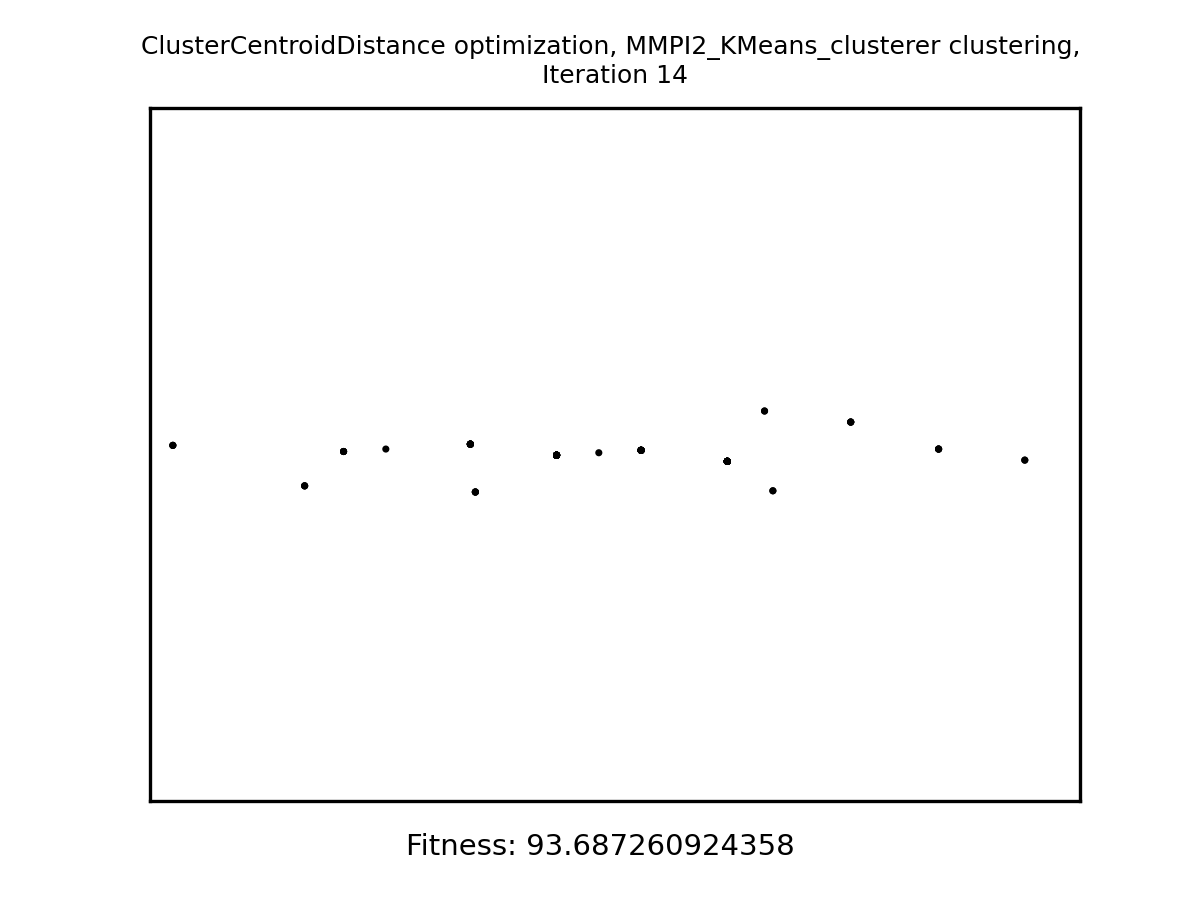 ClusterCentroidDistance optimization, MMPI2_KMeans_clusterer clustering,
Iteration 14
Fitness: 93.687260924358